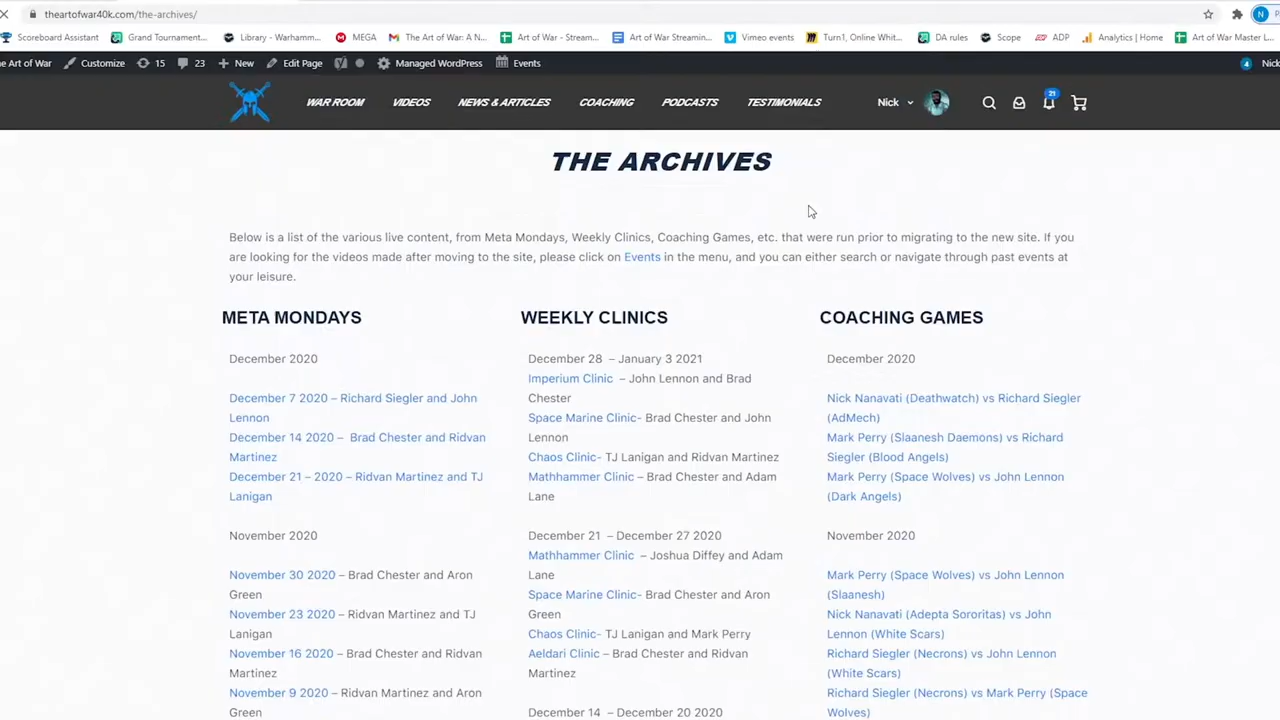 theartofwar40k.com/the-archives/
Scoreboard Assistant
Grand Tournament...
Library - Warhamm...
MEGA
The Art of War: A N...
Art of War - Stream...
Art of War Streamin...
Vimeo events
Turn1, Online Whit...
DA rules
Scope
ADP
Analytics | Home
Art of War Master L...
he Art of War
Customize
15
23
New
Edit Page
Managed WordPress
Events
4
Nick
WAR ROOM
VIDEOS
NEWS & ARTICLES
COACHING
PODCASTS
TESTIMONIALS
Nick
21
THE ARCHIVES
Below is a list of the various live content, from Meta Mondays, Weekly Clinics, Coaching Games, etc. that were run prior to migrating to the new site. If you
are looking for the videos made after moving to the site, please click on Events in the menu, and you can either search or navigate through past events at
your leisure.
META MONDAYS
December 2020
December 7 2020 – Richard Siegler and John
Lennon
December 14 2020 – Brad Chester and Ridvan
Martinez
December 21 – 2020 – Ridvan Martinez and TJ
Lanigan
November 2020
November 30 2020 – Brad Chester and Aron
Green
November 23 2020 – Ridvan Martinez and TJ
Lanigan
November 16 2020 – Brad Chester and Ridvan
Martinez
November 9 2020 – Ridvan Martinez and Aron
Green
WEEKLY CLINICS
December 28 – January 3 2021
Imperium Clinic – John Lennon and Brad
Chester
Space Marine Clinic- Brad Chester and John
Lennon
Chaos Clinic- TJ Lanigan and Ridvan Martinez
Mathhammer Clinic – Brad Chester and Adam
Lane
December 21 – December 27 2020
Mathhammer Clinic – Joshua Diffey and Adam
Lane
Space Marine Clinic- Brad Chester and Aron
Green
Chaos Clinic- TJ Lanigan and Mark Perry
Aeldari Clinic – Brad Chester and Ridvan
Martinez
December 14 – December 20 2020
COACHING GAMES
December 2020
Nick Nanavati (Deathwatch) vs Richard Siegler
(AdMech)
Mark Perry (Slaanesh Daemons) vs Richard
Siegler (Blood Angels)
Mark Perry (Space Wolves) vs John Lennon
(Dark Angels)
November 2020
Mark Perry (Space Wolves) vs John Lennon
(Slaanesh)
Nick Nanavati (Adepta Sororitas) vs John
Lennon (White Scars)
Richard Siegler (Necrons) vs John Lennon
(White Scars)
Richard Siegler (Necrons) vs Mark Perry (Space
Wolves)